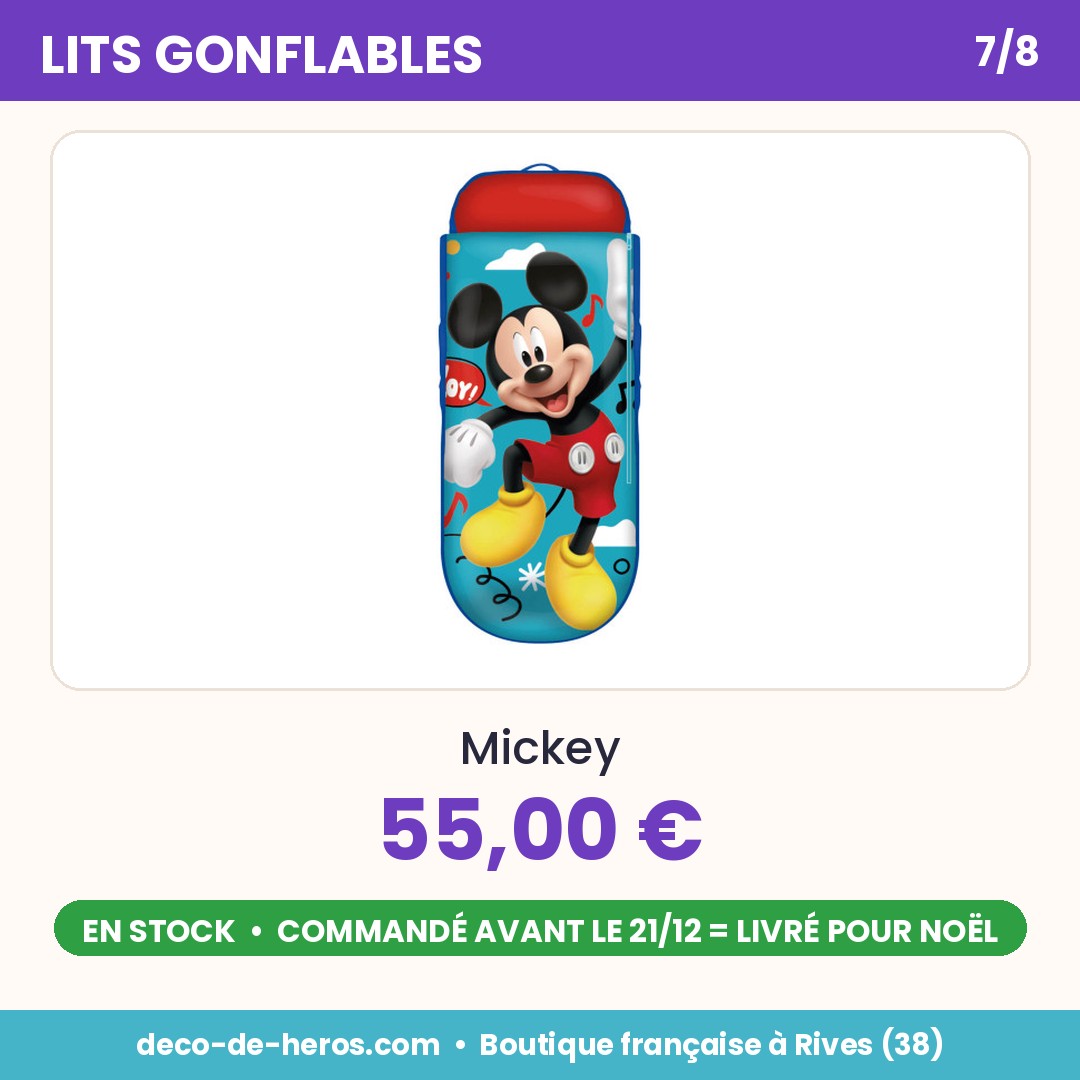 LITS GONFLABLES
7/8
OY!
Mickey
55,00 €
EN STOCK • COMMANDÉ AVANT LE 21/12 = LIVRÉ POUR NOËL
deco-de-heros.com • Boutique française à Rives (38)